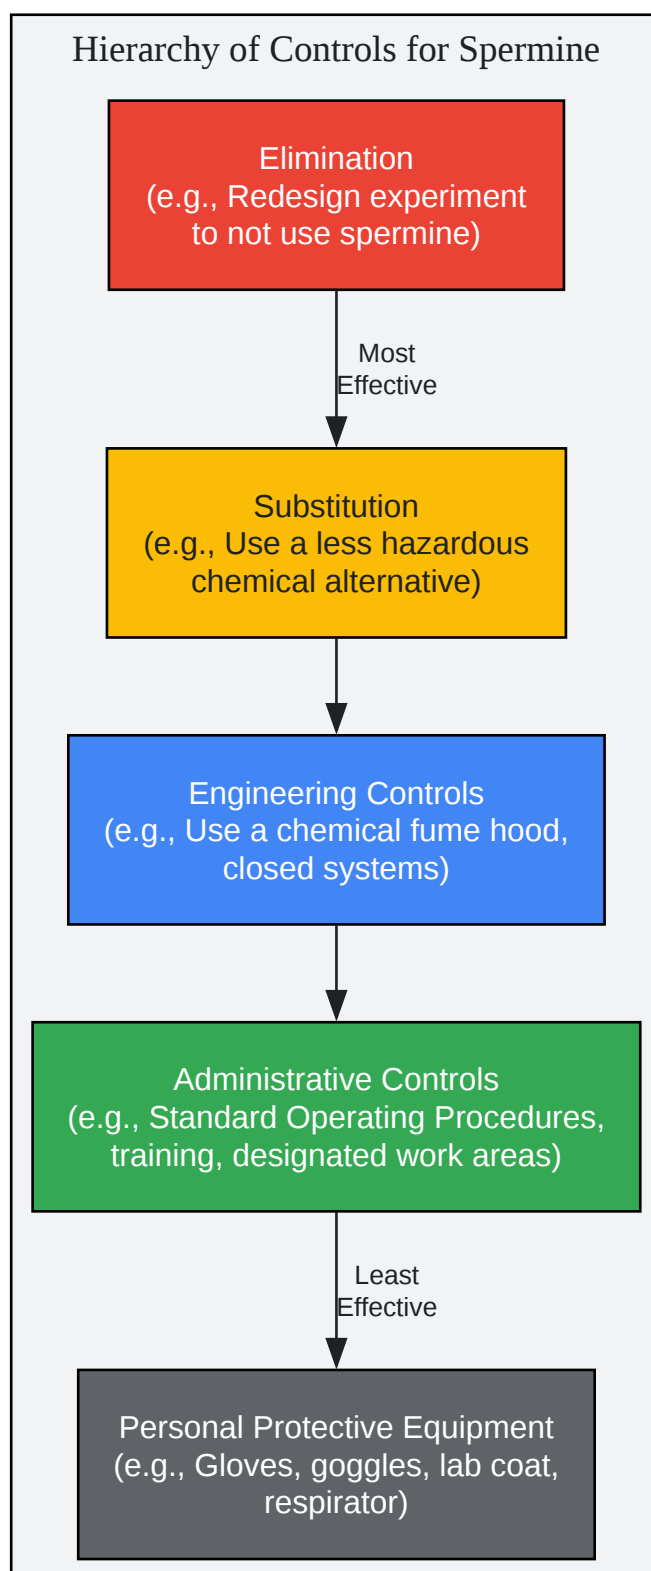 Hierarchy of Controls for Spermine
Elimination
(e.g., Redesign experiment
to not use spermine)
Most
Effective
Substitution
(e.g., Use a less hazardous
chemical alternative)
Engineering Controls
(e.g., Use a chemical fume hood,
closed systems)
Administrative Controls
(e.g., Standard Operating Procedures,
training, designated work areas)
Least
Effective
Personal Protective Equipment
(e.g., Gloves, goggles, lab coat,
respirator)